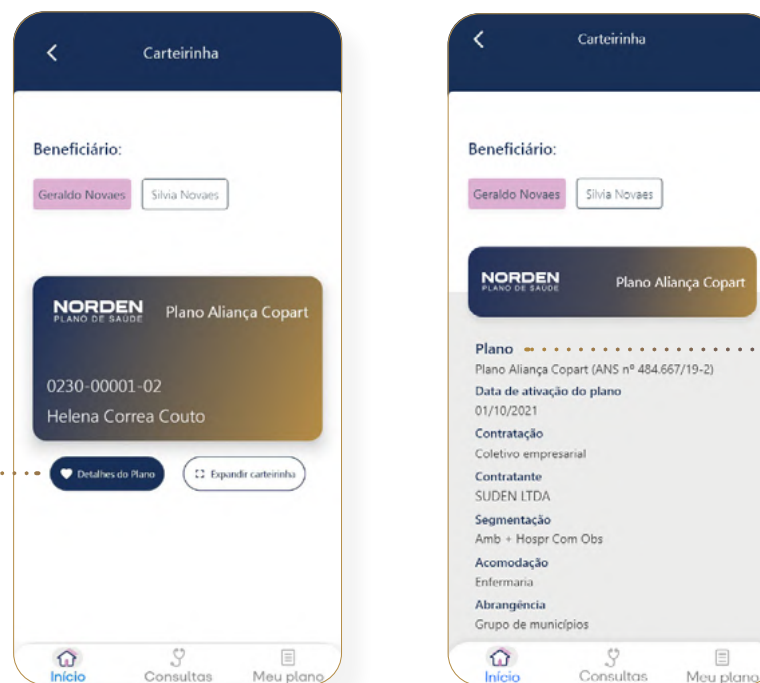 Carteirinha
Beneficiário:
Geraldo Novaes
Silvia Novaes
NORDEN
PLANO DE SAÚDE
Plano Aliança Copart
0230-00001-02
Helena Correa Couto
Detalhes do Plano
Expandir carteirinha
Início
Consultas
Meu plano
Carteirinha
Beneficiário:
Geraldo Novaes
Silvia Novaes
NORDEN
PLANO DE SAÚDE
Plano Aliança Copart
Plano
Plano Aliança Copart (ANS nº 484.667/19-2)
Data de ativação do plano
01/10/2021
Contratação
Coletivo empresarial
Contratante
SUDEN LTDA
Segmentação
Amb + Hospr Com Obs
Acomodação
Enfermaria
Abrangência
Grupo de municípios
Início
Consultas
Meu plano